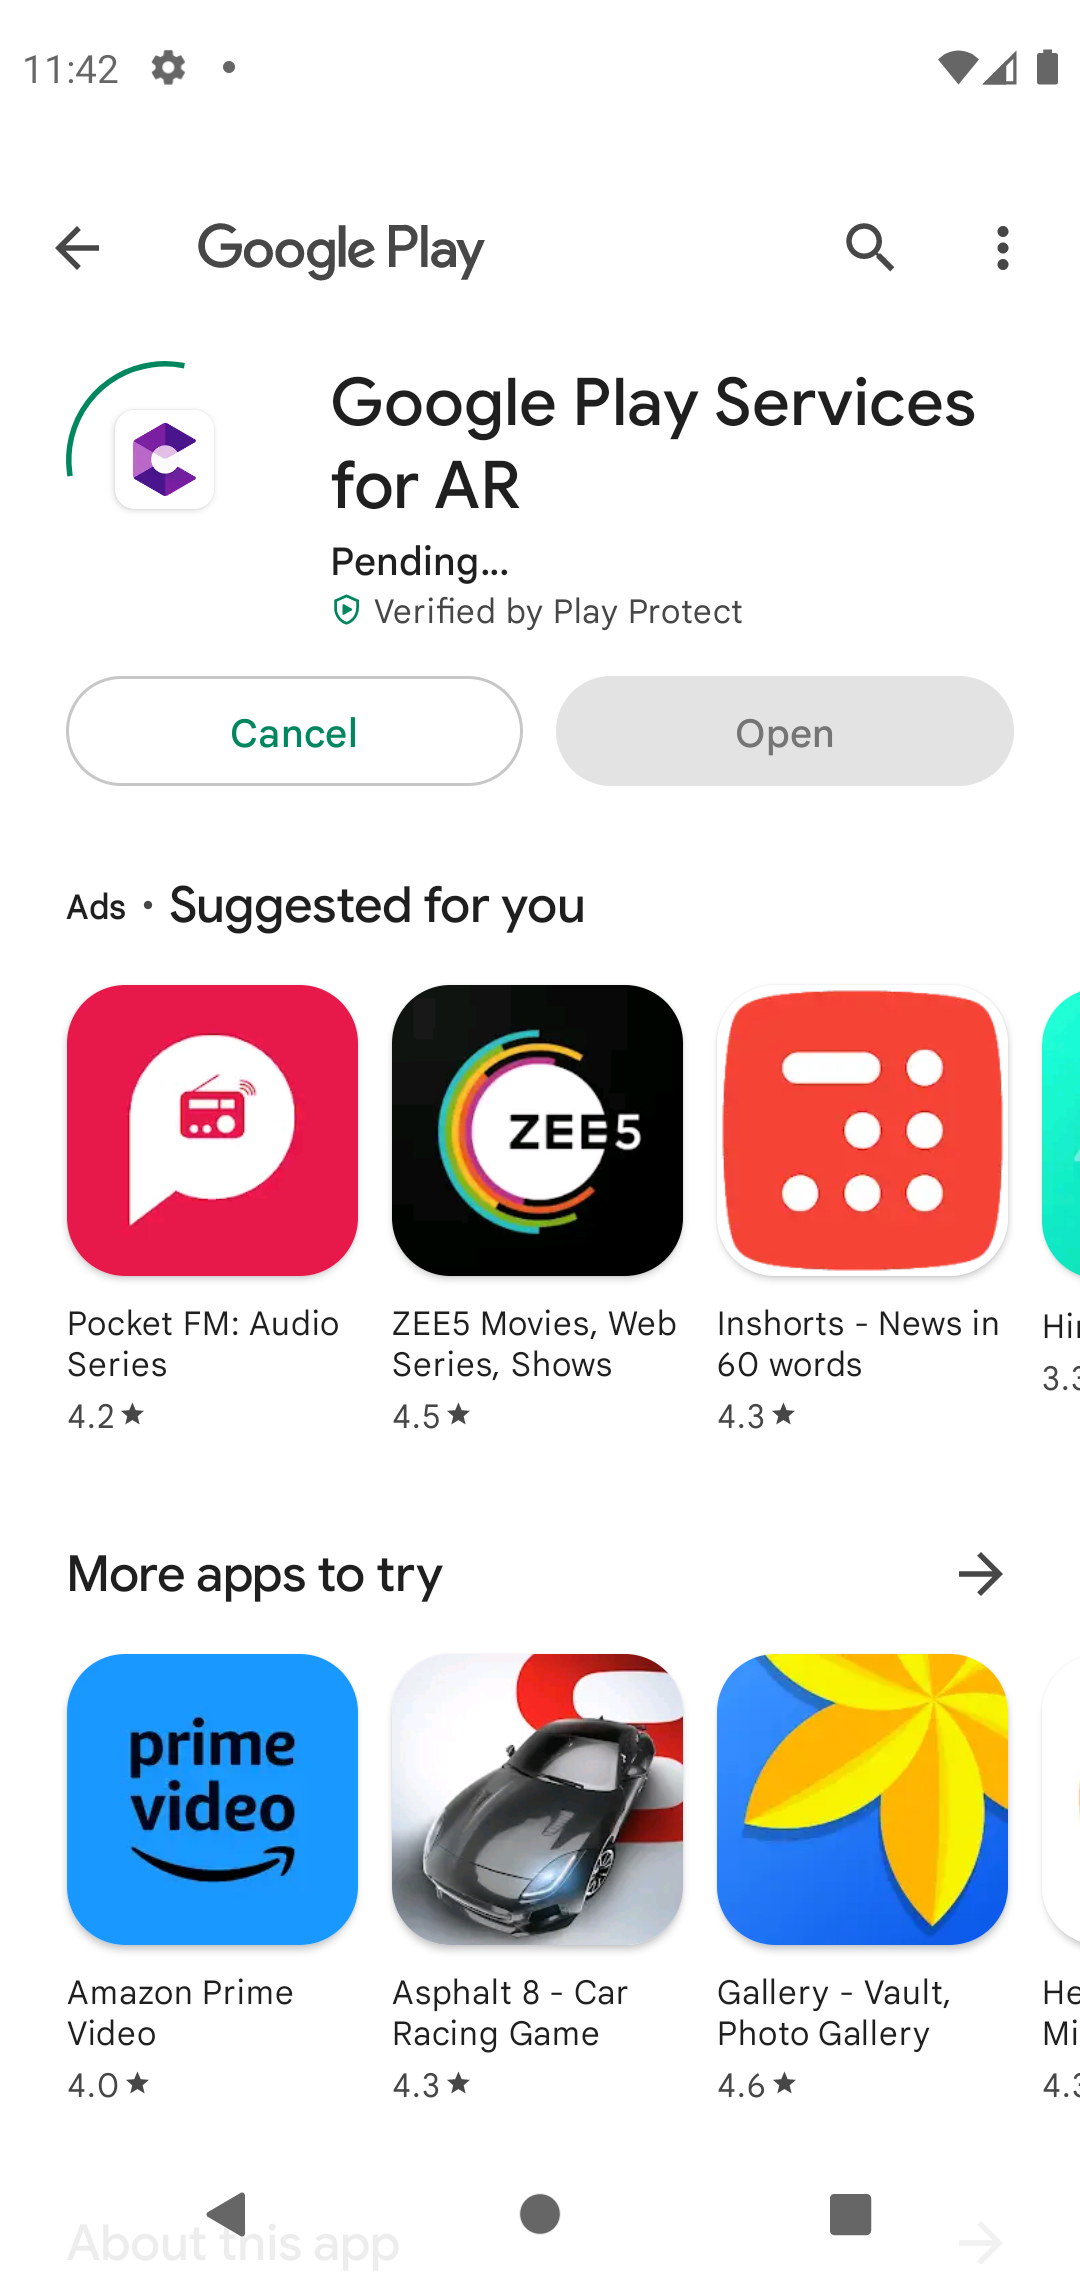 11:42
Google Play
Google Play Services
for AR
Pending...
Verified by Play Protect
Cancel
Open
Ads • Suggested for you
ZEE5
Pocket FM: Audio
Series
4.2★
ZEE5 Movies, Web
Series, Shows
4.5★
Inshorts - News in
60 words
4.3★
Hi
3.3
More apps to try
prime
video
Amazon Prime
Video
4.0★
Asphalt 8 - Car
Racing Game
4.3★
Gallery - Vault,
Photo Gallery
4.6★
He
Mi
4.3
About this app